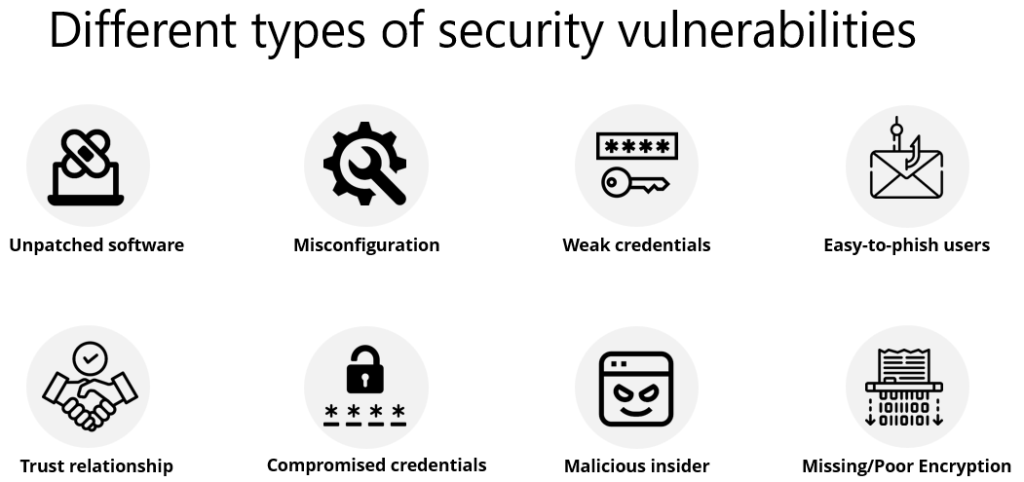 Different types of security vulnerabilities
****
Unpatched software
Misconfiguration
Weak credentials
Easy-to-phish users
* * * *
01011100
Trust relationship
Compromised credentials
Malicious insider
Missing/Poor Encryption